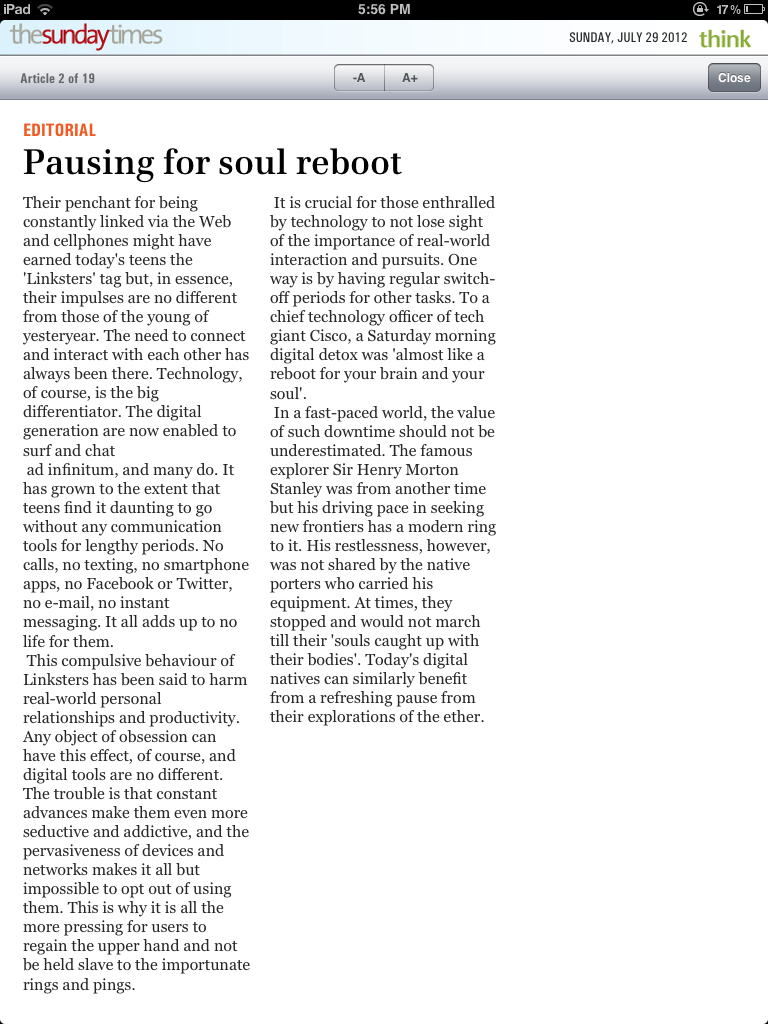 iPad
5:56 PM
17%
thesundaytimes
SUNDAY, JULY 29 2012 think
Article 2 of 19
-A
A+
Close
EDITORIAL
Pausing for soul reboot
Their penchant for being
constantly linked via the Web
and cellphones might have
earned today's teens the
'Linksters' tag but, in essence,
their impulses are no different
from those of the young of
yesteryear. The need to connect
and interact with each other has
always been there. Technology,
of course, is the big
differentiator. The digital
generation are now enabled to
surf and chat
ad infinitum, and many do. It
has grown to the extent that
teens find it daunting to go
without any communication
tools for lengthy periods. No
calls, no texting, no smartphone
apps, no Facebook or Twitter,
no e-mail, no instant
messaging. It all adds up to no
life for them.
This compulsive behaviour of
Linksters has been said to harm
real-world personal
relationships and productivity.
Any object of obsession can
have this effect, of course, and
digital tools are no different.
The trouble is that constant
advances make them even more
seductive and addictive, and the
pervasiveness of devices and
networks makes it all but
impossible to opt out of using
them. This is why it is all the
more pressing for users to
regain the upper hand and not
be held slave to the importunate
rings and pings.
It is crucial for those enthralled
by technology to not lose sight
of the importance of real-world
interaction and pursuits. One
way is by having regular switch-
off periods for other tasks. To a
chief technology officer of tech
giant Cisco, a Saturday morning
digital detox was 'almost like a
reboot for your brain and your
soul'.
In a fast-paced world, the value
of such downtime should not be
underestimated. The famous
explorer Sir Henry Morton
Stanley was from another time
but his driving pace in seeking
new frontiers has a modern ring
to it. His restlessness, however,
was not shared by the native
porters who carried his
equipment. At times, they
stopped and would not march
till their 'souls caught up with
their bodies'. Today's digital
natives can similarly benefit
from a refreshing pause from
their explorations of the ether.